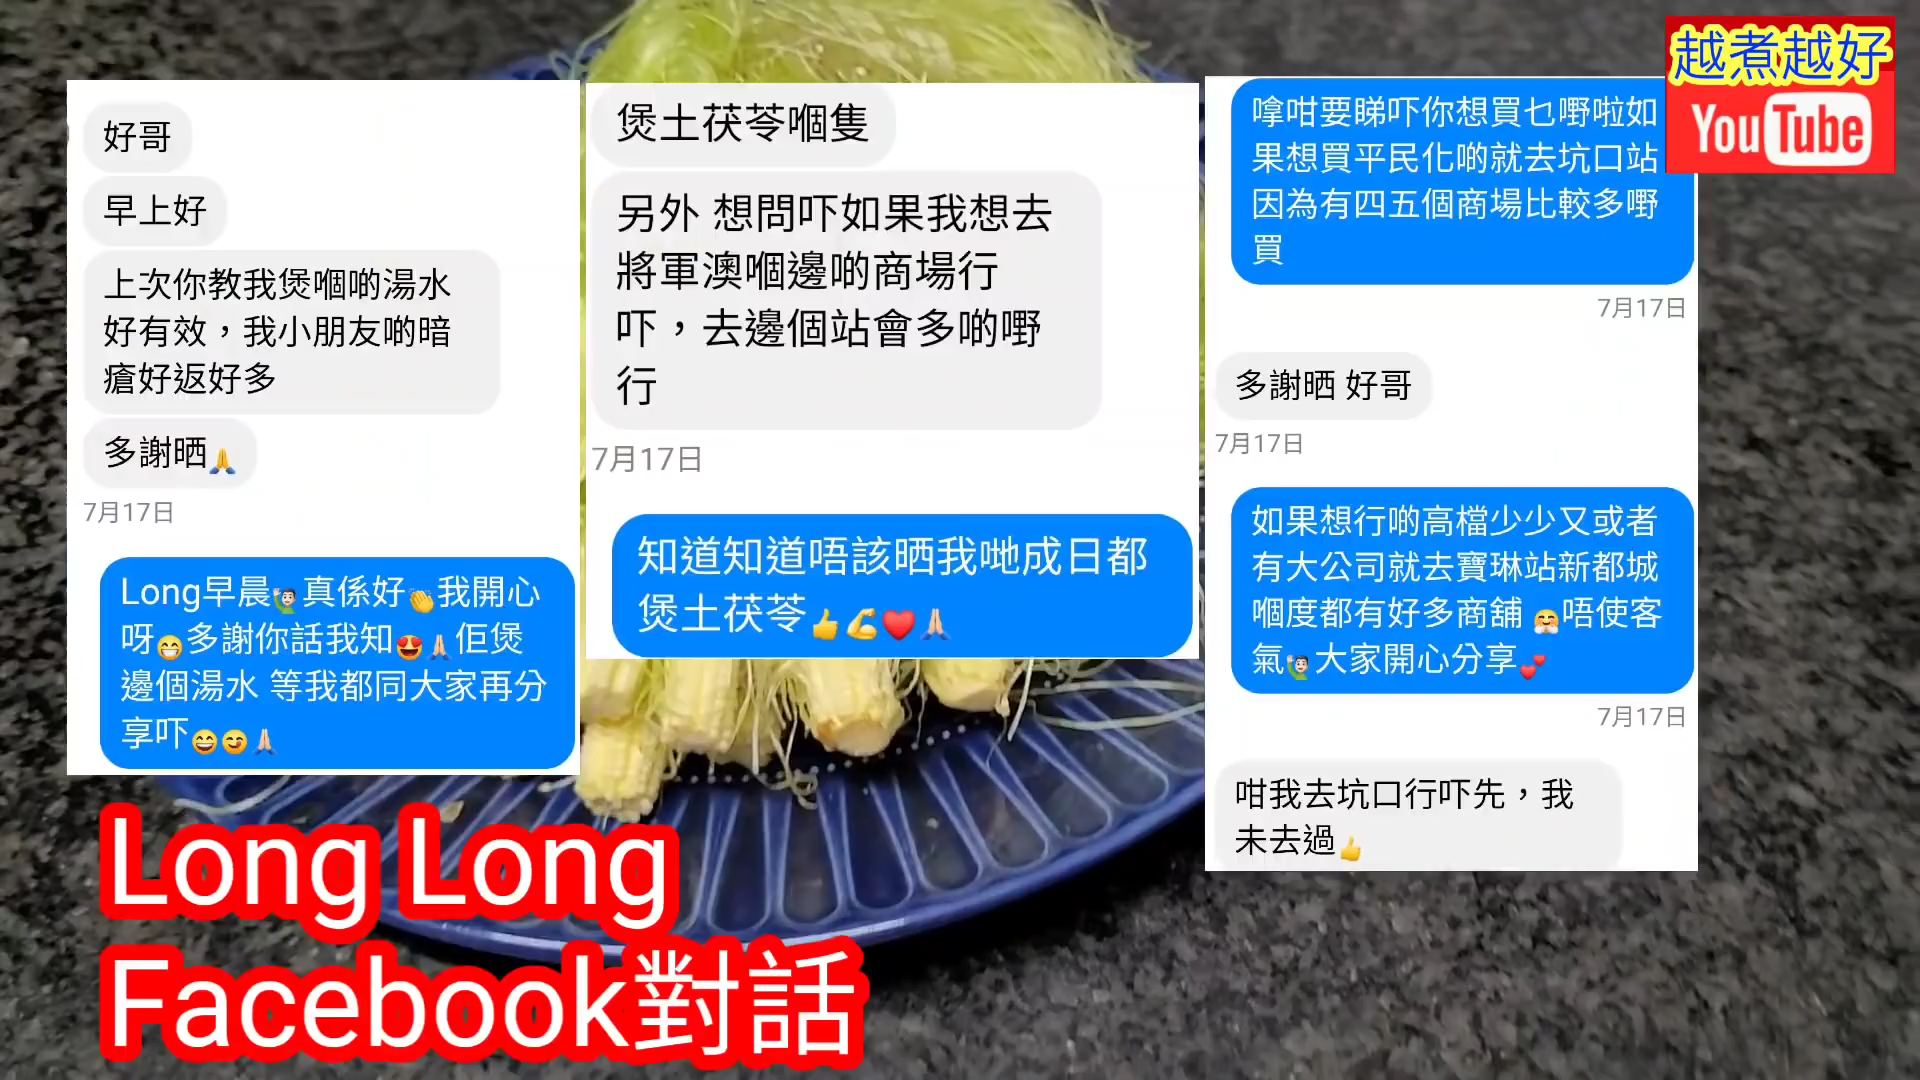 好哥
早上好
上次你教我煲嗰啲湯水
好有效，我小朋友啲暗
瘡好返好多
多謝晒🙏
7月17日
Long早晨🙋🏻‍♂️真係好👏我開心
呀😁多謝你話我知😍🙏🏻佢煲
邊個湯水 等我都同大家再分
享吓😄😏🙏🏻
煲土茯苓嗰隻
另外 想問吓如果我想去
將軍澳嗰邊啲商場行
吓，去邊個站會多啲嘢
行
7月17日
知道知道唔該晒我哋成日都
煲土茯苓👍💪❤️🙏🏻
嗱咁要睇吓你想買乜嘢啦如
果想買平民化啲就去坑口站
因為有四五個商場比較多嘢
買
7月17日
多謝晒 好哥
7月17日
如果想行啲高檔少少又或者
有大公司就去寶琳站新都城
嗰度都有好多商舖 🤗唔使客
氣🙋🏻‍♂️大家開心分享💕
7月17日
咁我去坑口行吓先，我
未去過👍
越煮越好
YouTube
Long Long
Facebook對話